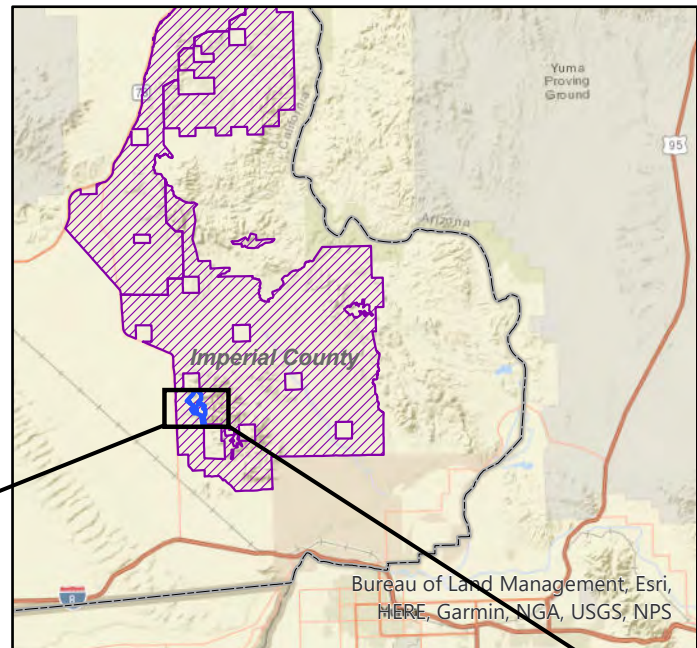 Yuma
Proving
Ground
78
95
California
Arizona
Imperial County
8
Bureau of Land Management, Esri,
HERE, Garmin, NGA, USGS, NPS